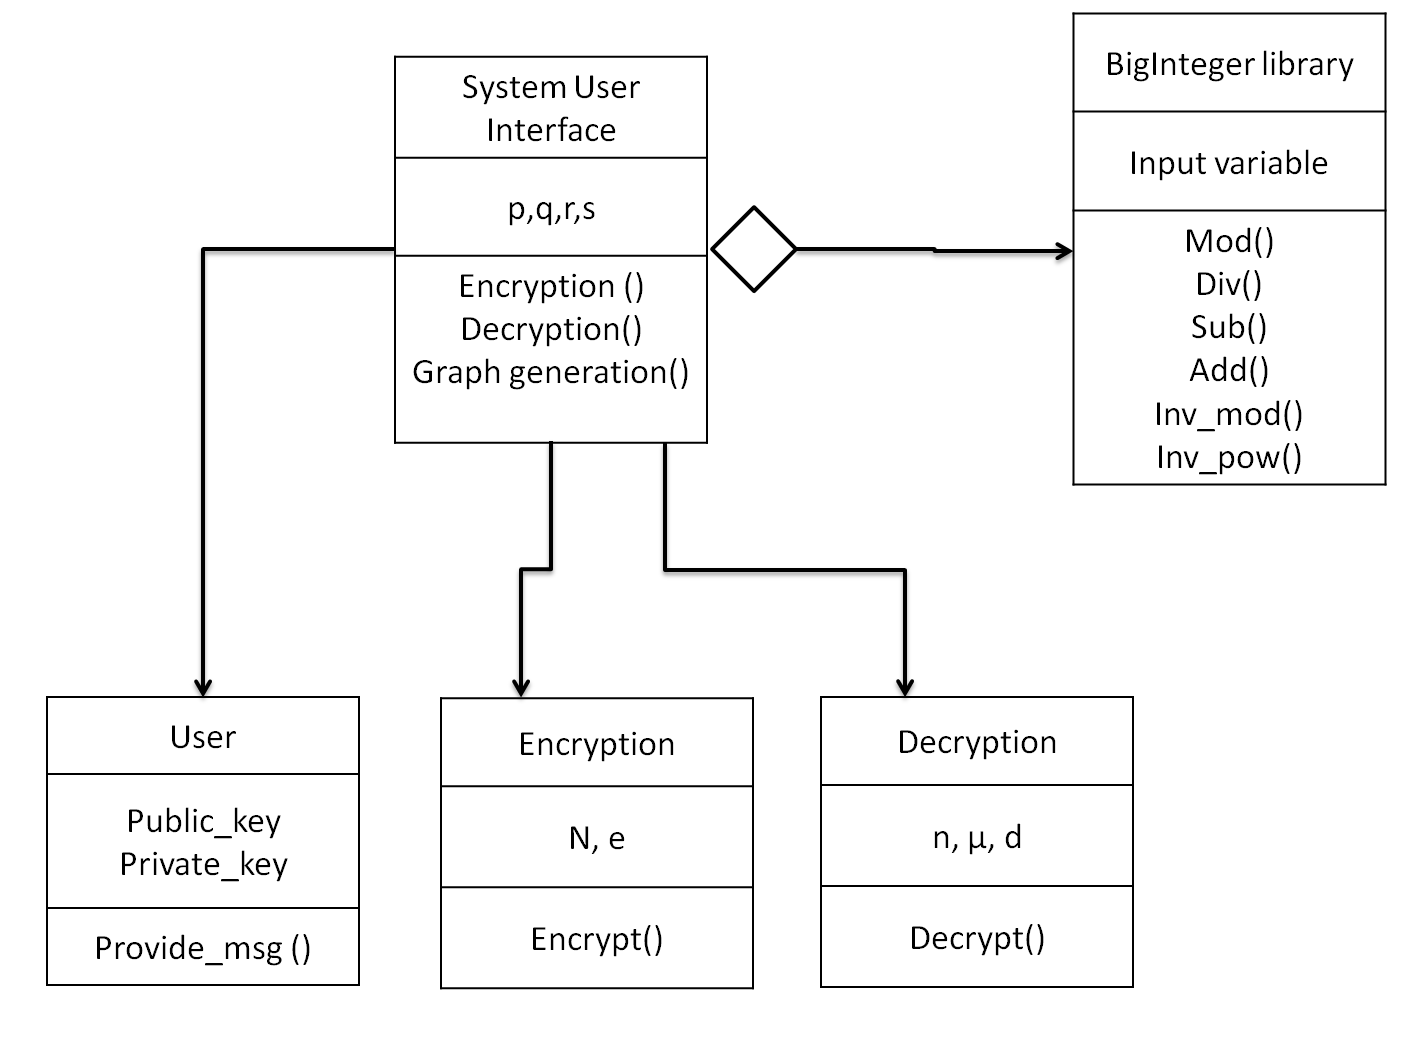 System User
Interface
p,q,r,s
Encryption ()
Decryption()
Graph generation()
BigInteger library
Input variable
Mod()
Div()
Sub()
Add()
Inv_mod()
Inv_pow()
User
Public_key
Private_key
Provide_msg ()
Encryption
N, e
Encrypt()
Decryption
n, μ, d
Decrypt()